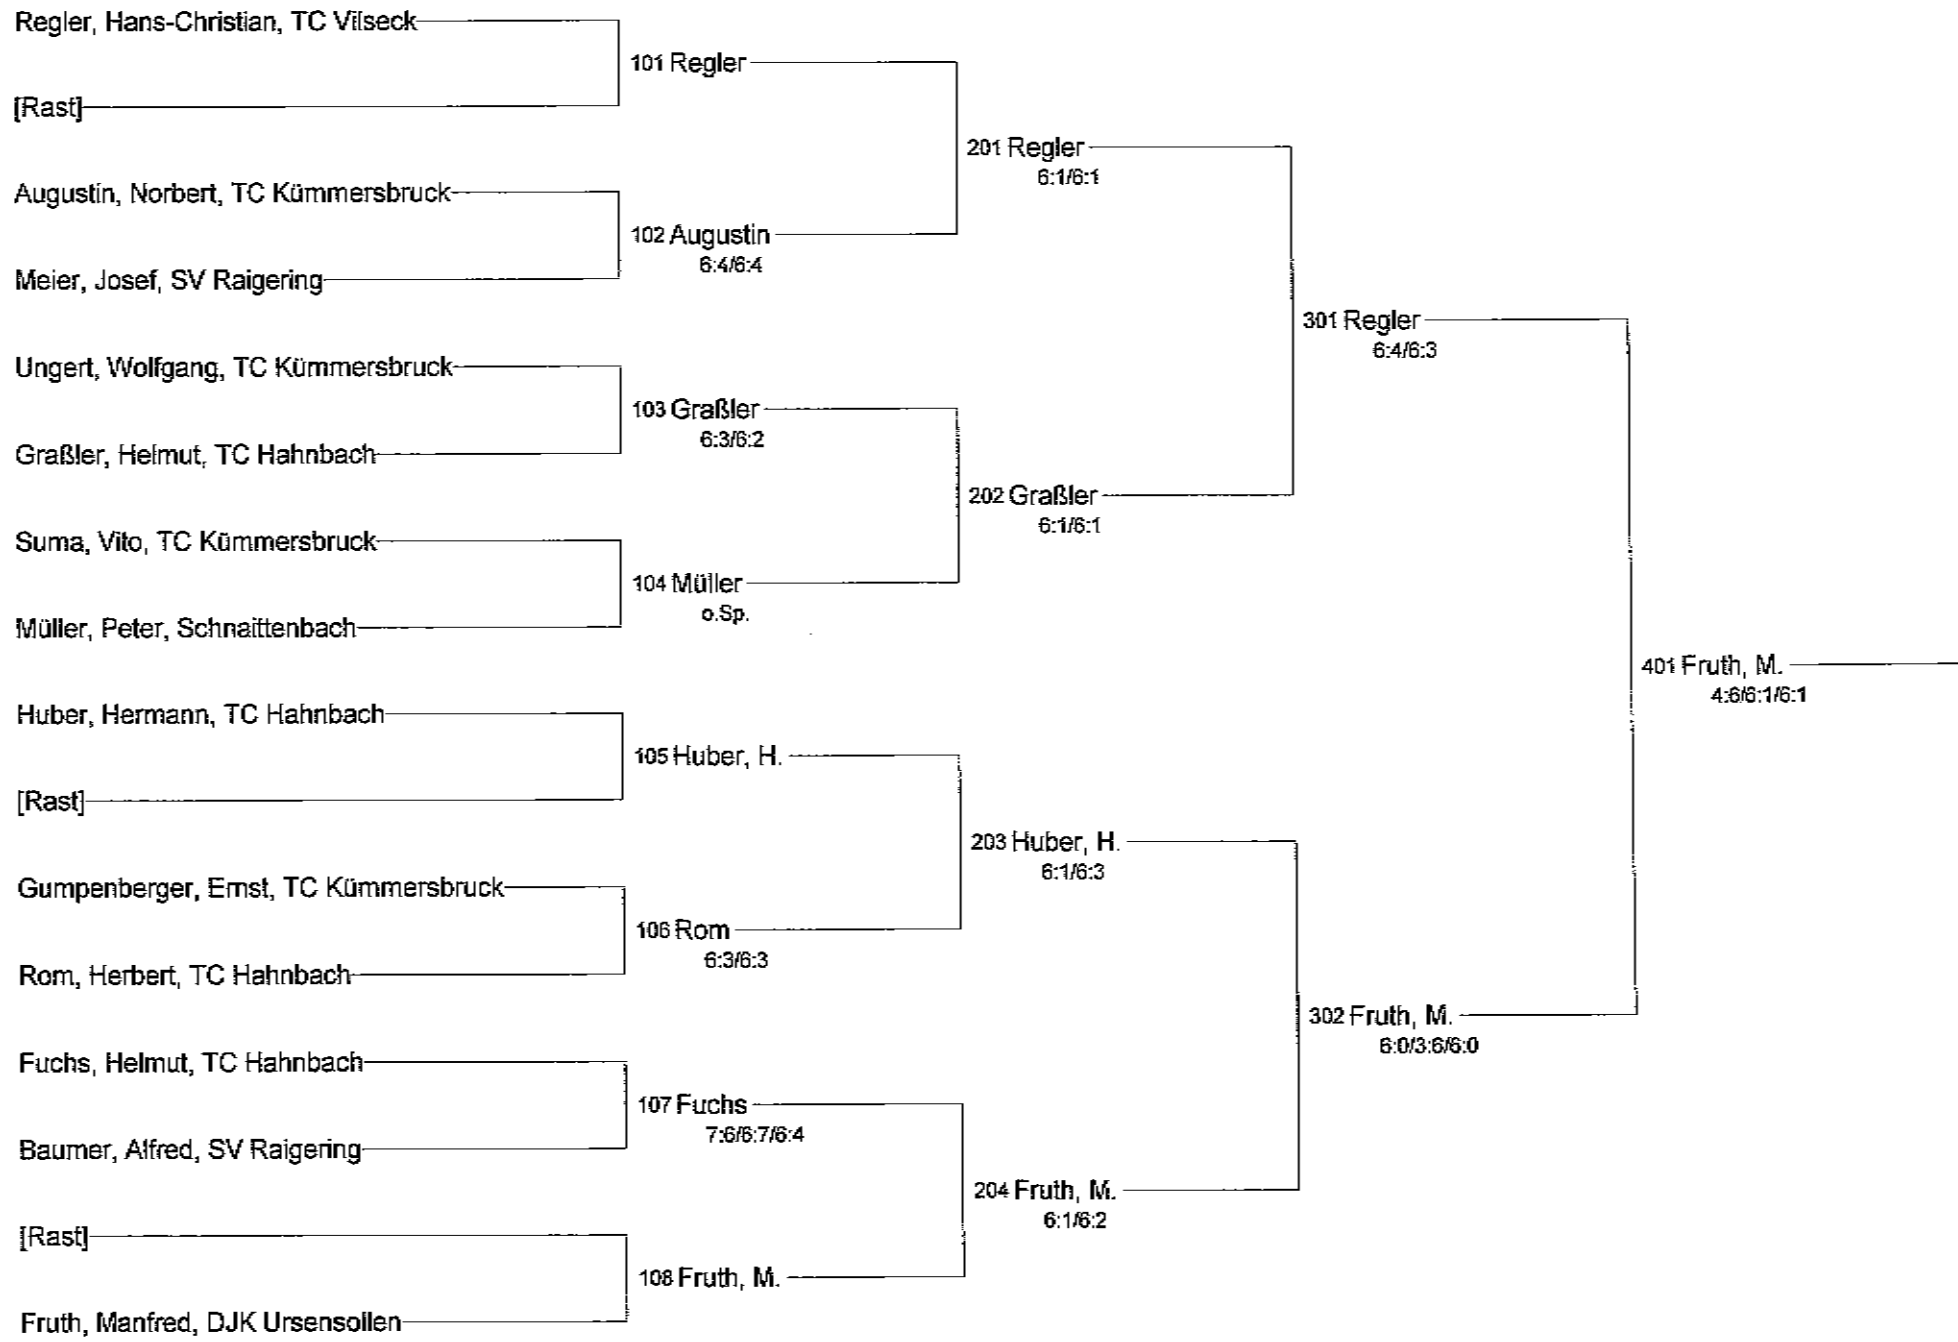 Regler, Hans-Christian, TC Vilseck
[Rast]
Augustin, Norbert, TC Kümmersbruck
Meier, Josef, SV Raigering
Ungert, Wolfgang, TC Kümmersbruck
Graßler, Helmut, TC Hahnbach
Suma, Vito, TC Kümmersbruck
Müller, Peter, Schnaittenbach
Huber, Hermann, TC Hahnbach
[Rast]
Gumpenberger, Ernst, TC Kümmersbruck
Rom, Herbert, TC Hahnbach
Fuchs, Helmut, TC Hahnbach
Baumer, Alfred, SV Raigering
[Rast]
Fruth, Manfred, DJK Ursensollen
101 Regler
102 Augustin
6:4/6:4
103 Graßler
6:3/6:2
104 Müller
o.Sp.
105 Huber, H.
106 Rom
6:3/6:3
107 Fuchs
7:6/6:7/6:4
108 Fruth, M.
201 Regler
6:1/6:1
202 Graßler
6:1/6:1
203 Huber, H.
6:1/6:3
204 Fruth, M.
6:1/6:2
301 Regler
6:4/6:3
302 Fruth, M.
6:0/3:6/6:0
401 Fruth, M.
4:6/6:1/6:1